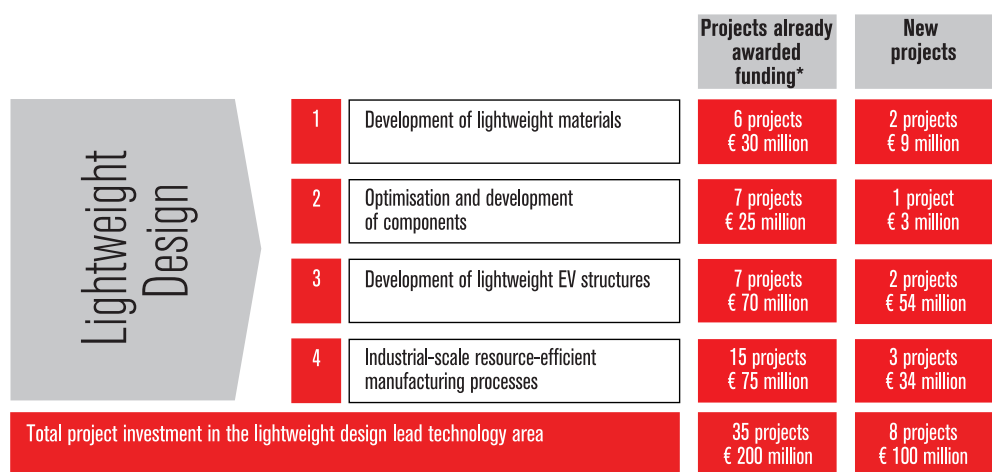 Projects already
awarded
funding*
New
projects
Lightweight
Design
1
Development of lightweight materials
6 projects
€ 30 million
2 projects
€ 9 million
2
Optimisation and development
of components
7 projects
€ 25 million
1 project
€ 3 million
3
Development of lightweight EV structures
7 projects
€ 70 million
2 projects
€ 54 million
4
Industrial-scale resource-efficient
manufacturing processes
15 projects
€ 75 million
3 projects
€ 34 million
Total project investment in the lightweight design lead technology area
35 projects
€ 200 million
8 projects
€ 100 million